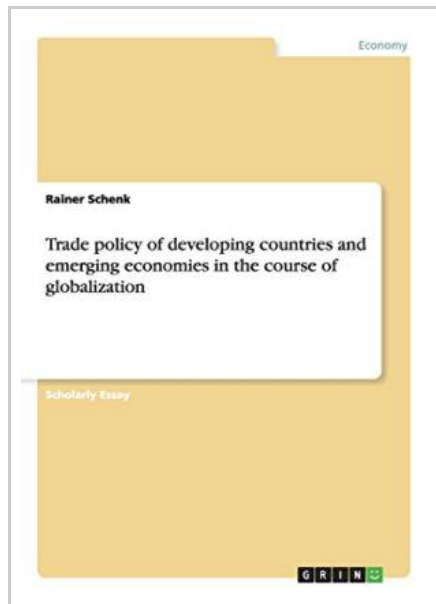 Economy
Rainer Schenk
Trade policy of developing countries and
emerging economies in the course of
globalization
Scholarly Essay
GRIN